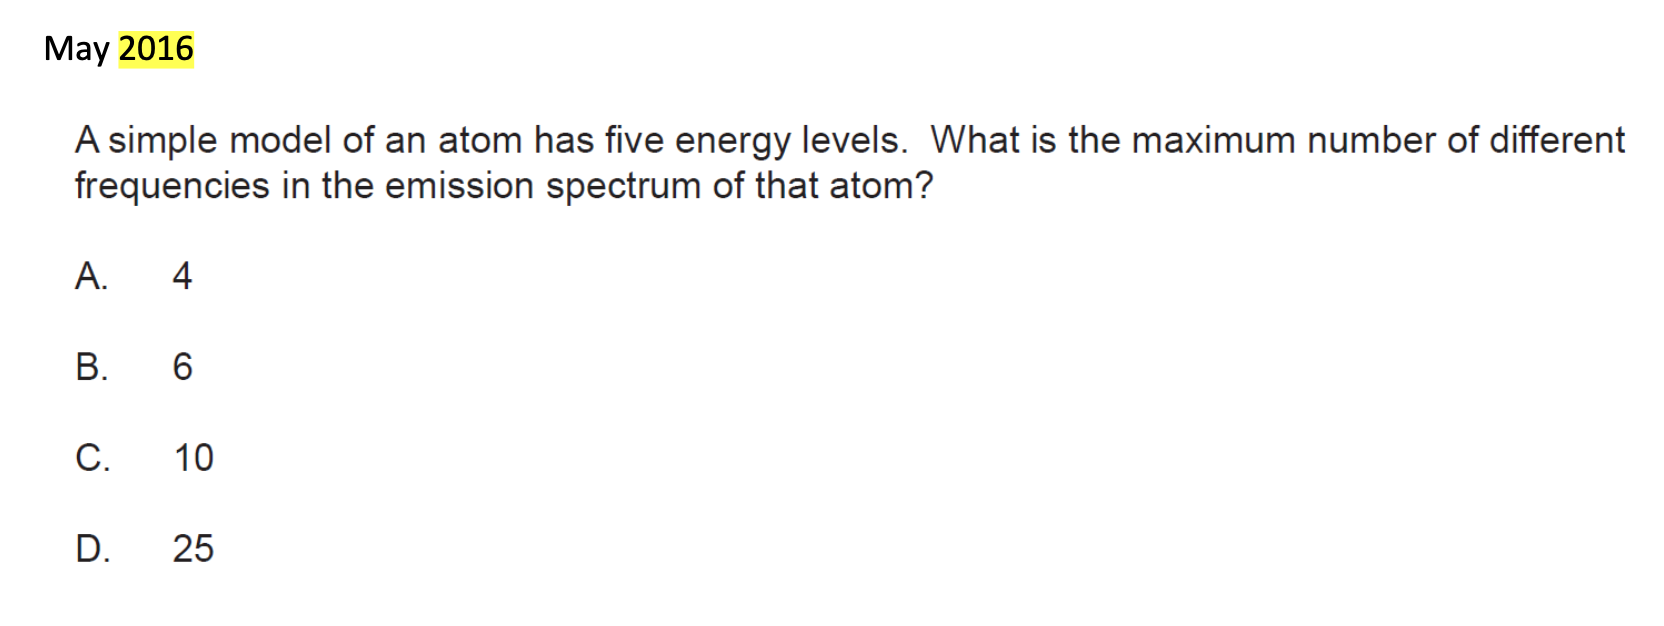 May 2016
A simple model of an atom has five energy levels. What is the maximum number of different
frequencies in the emission spectrum of that atom?
A. 4
B. 6
C. 10
D. 25